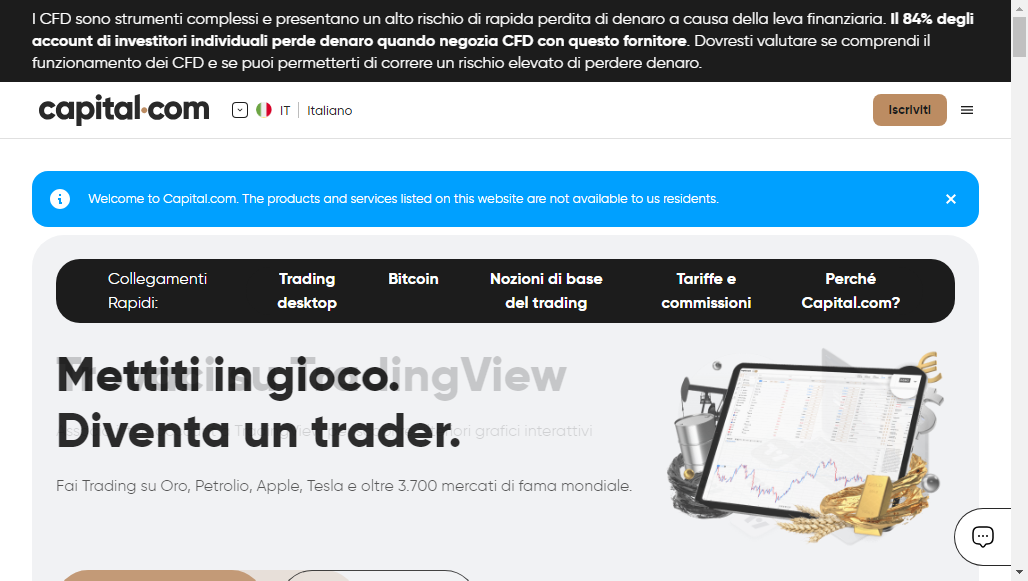 I CFD sono strumenti complessi e presentano un alto rischio di rapida perdita di denaro a causa della leva finanziaria. Il 84% degli
account di investitori individuali perde denaro quando negozia CFD con questo fornitore. Dovresti valutare se comprendi il
funzionamento dei CFD e se puoi permetterti di correre un rischio elevato di perdere denaro.
capital.com
IT | Italiano
Iscriviti
Welcome to Capital.com. The products and services listed on this website are not available to us residents.
Collegamenti
Rapidi:
Trading
desktop
Bitcoin
Nozioni di base
del trading
Tariffe e
commissioni
Perché
Capital.com?
Mettiti in gioco.
Diventa un trader.
su TradingView
grafici interattivi
Fai Trading su Oro, Petrolio, Apple, Tesla e oltre 3.700 mercati di fama mondiale.